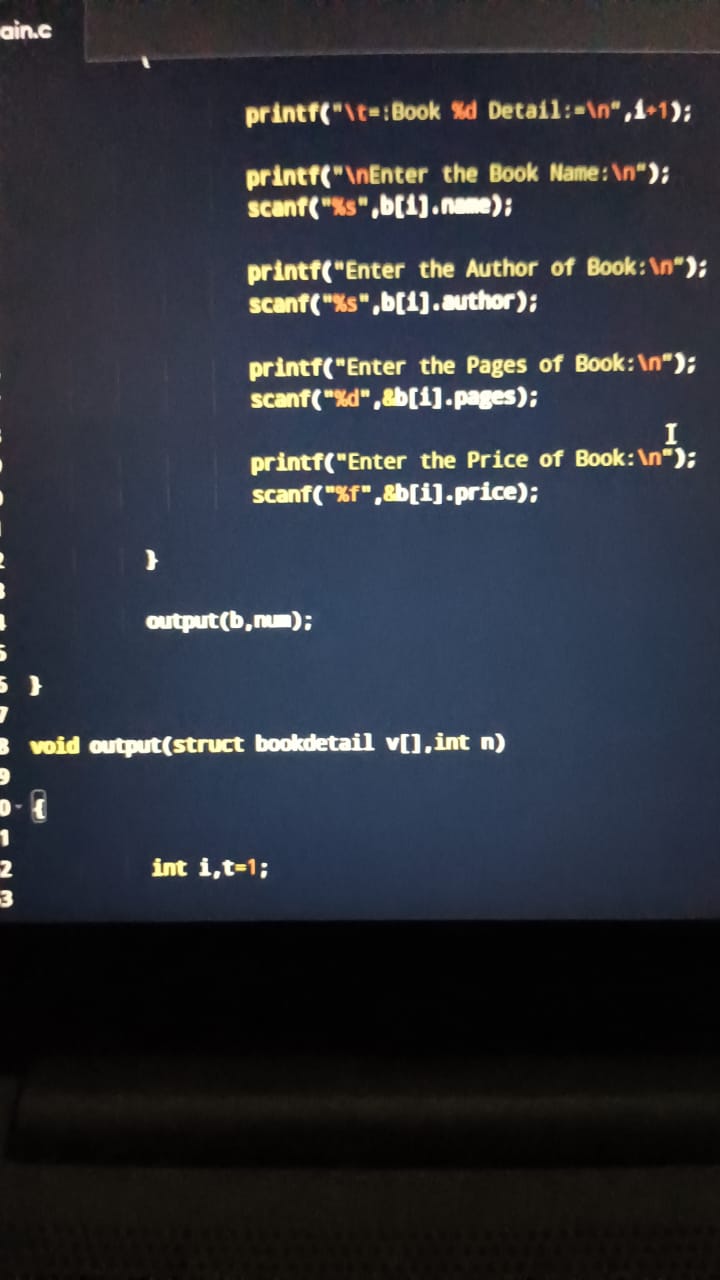 ain.c
{
printf("\t=:Book %d Detail:=\n",i+1);
printf("\nEnter the Book Name:\n");
scanf("%s",b[i].name);
printf("Enter the Author of Book:\n");
scanf("%s",b[i].author);
printf("Enter the Pages of Book:\n");
scanf("%d",&b[i].pages);
printf("Enter the Price of Book:\n");
scanf("%f",&b[i].price);
}
output(b,num);
}
void output(struct bookdetail v[],int n)
{
int i,t=1;